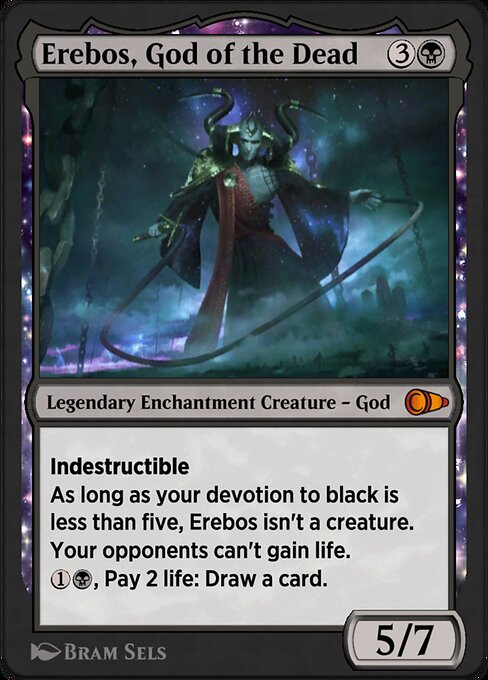 Erebos, God of the Dead 3
Legendary Enchantment Creature – God
Indestructible
As long as your devotion to black is
less than five, Erebos isn't a creature.
Your opponents can't gain life.
1, Pay 2 life: Draw a card.
5/7
BRAM SELS